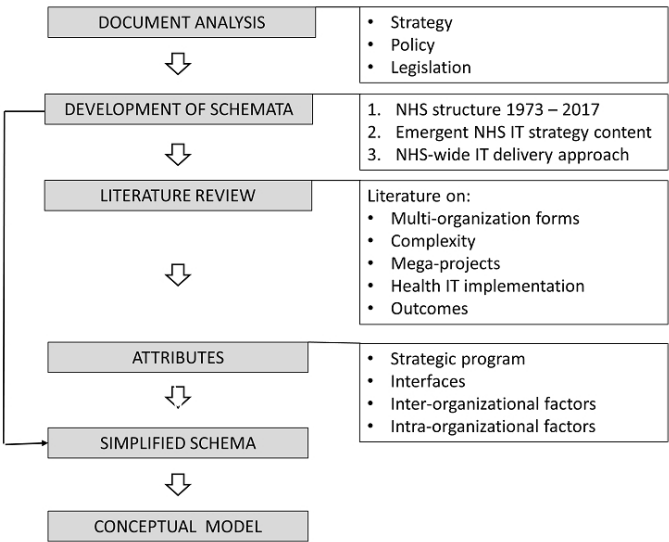 DOCUMENT ANALYSIS
• Strategy
• Policy
• Legislation
DEVELOPMENT OF SCHEMATA
1. NHS structure 1973 – 2017
2. Emergent NHS IT strategy content
3. NHS-wide IT delivery approach
LITERATURE REVIEW
Literature on:
• Multi-organization forms
• Complexity
• Mega-projects
• Health IT implementation
• Outcomes
ATTRIBUTES
• Strategic program
• Interfaces
• Inter-organizational factors
• Intra-organizational factors
SIMPLIFIED SCHEMA
CONCEPTUAL MODEL